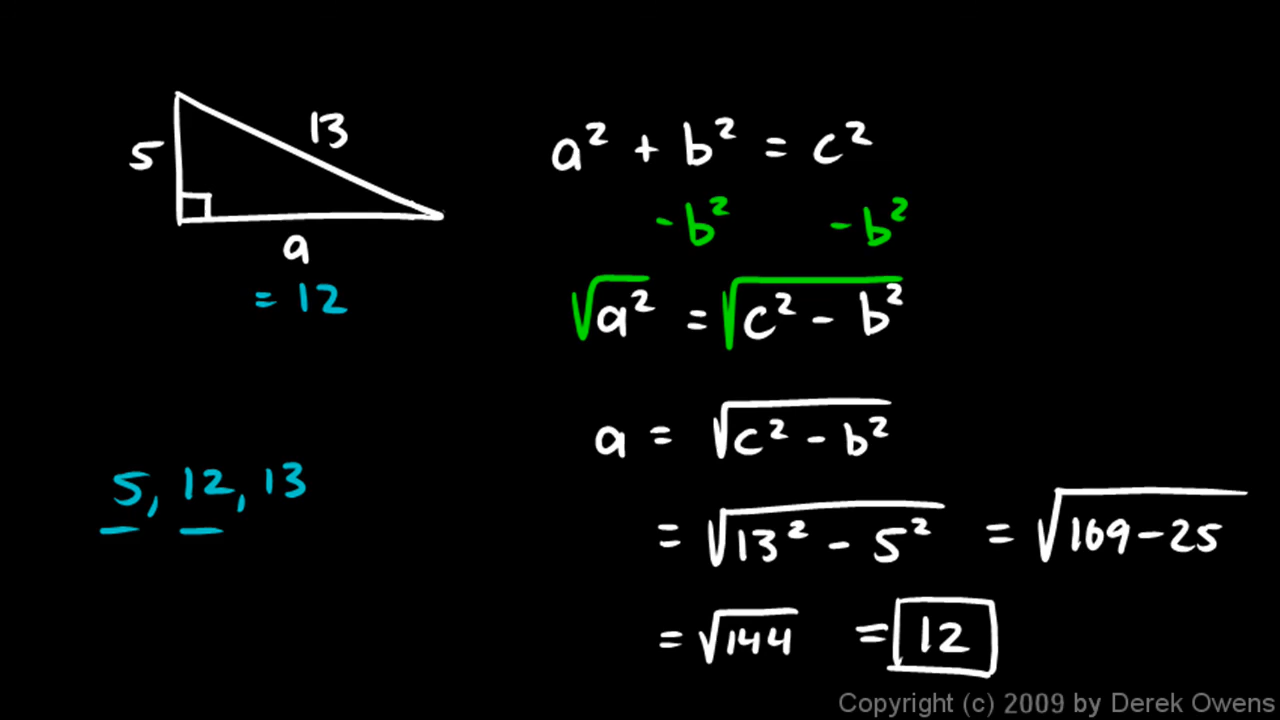 5
13
a
= 12
5, 12, 13
a² + b² = c²
-b² -b²
√a² = √c² - b²
a = √c² - b²
= √13² - 5² = √169-25
= √144 = 12
Copyright (c) 2009 by Derek Owens